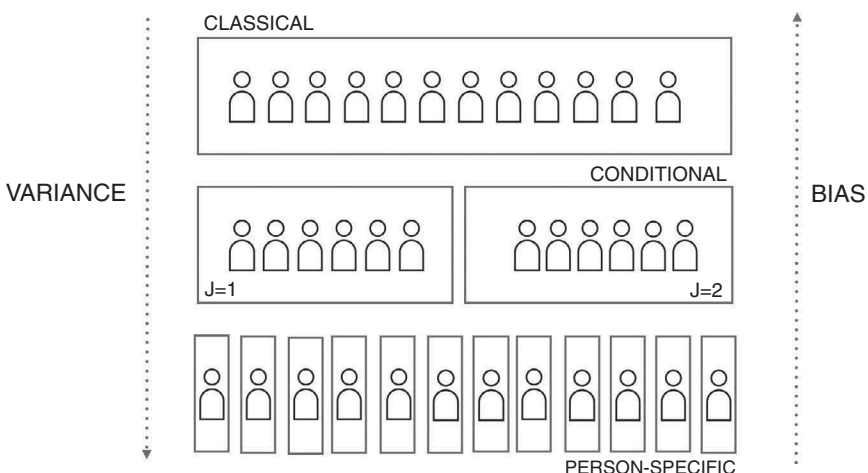 CLASSICAL
CONDITIONAL
VARIANCE
BIAS
J=1
J=2
PERSON-SPECIFIC